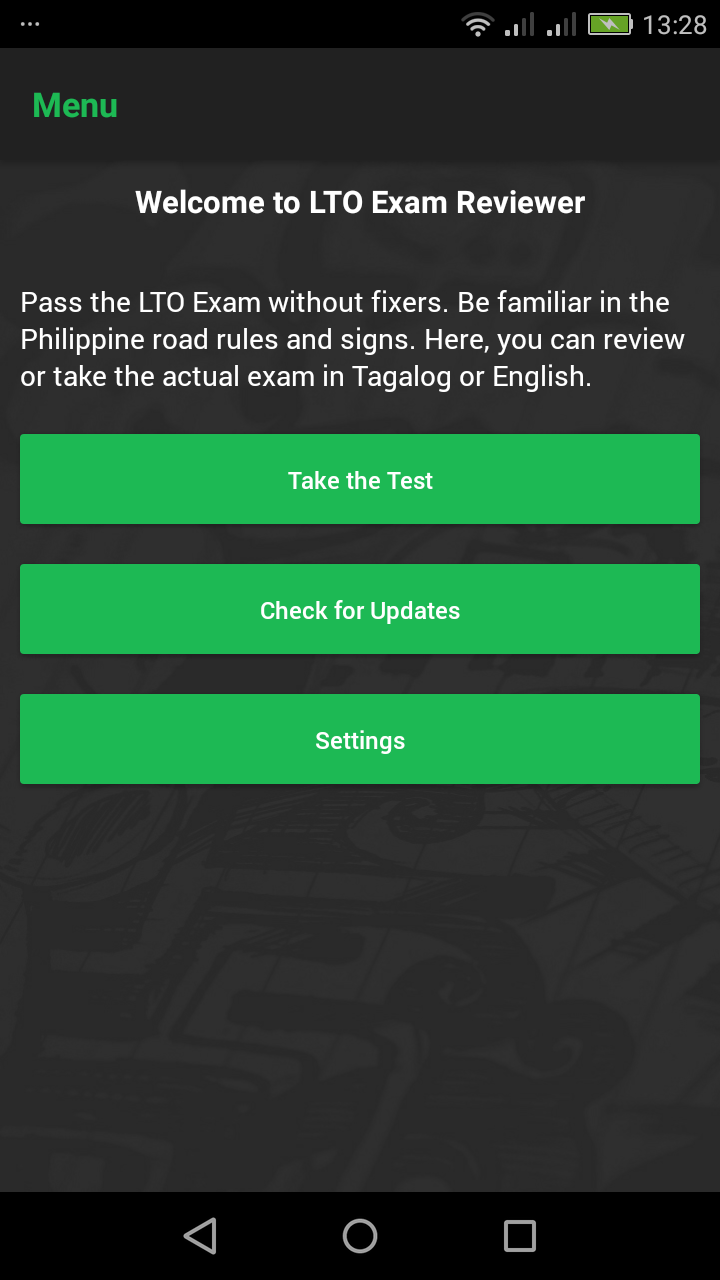 13:28
Menu
Welcome to LTO Exam Reviewer
Pass the LTO Exam without fixers. Be familiar in the
Philippine road rules and signs. Here, you can review
or take the actual exam in Tagalog or English.
Take the Test
Check for Updates
Settings